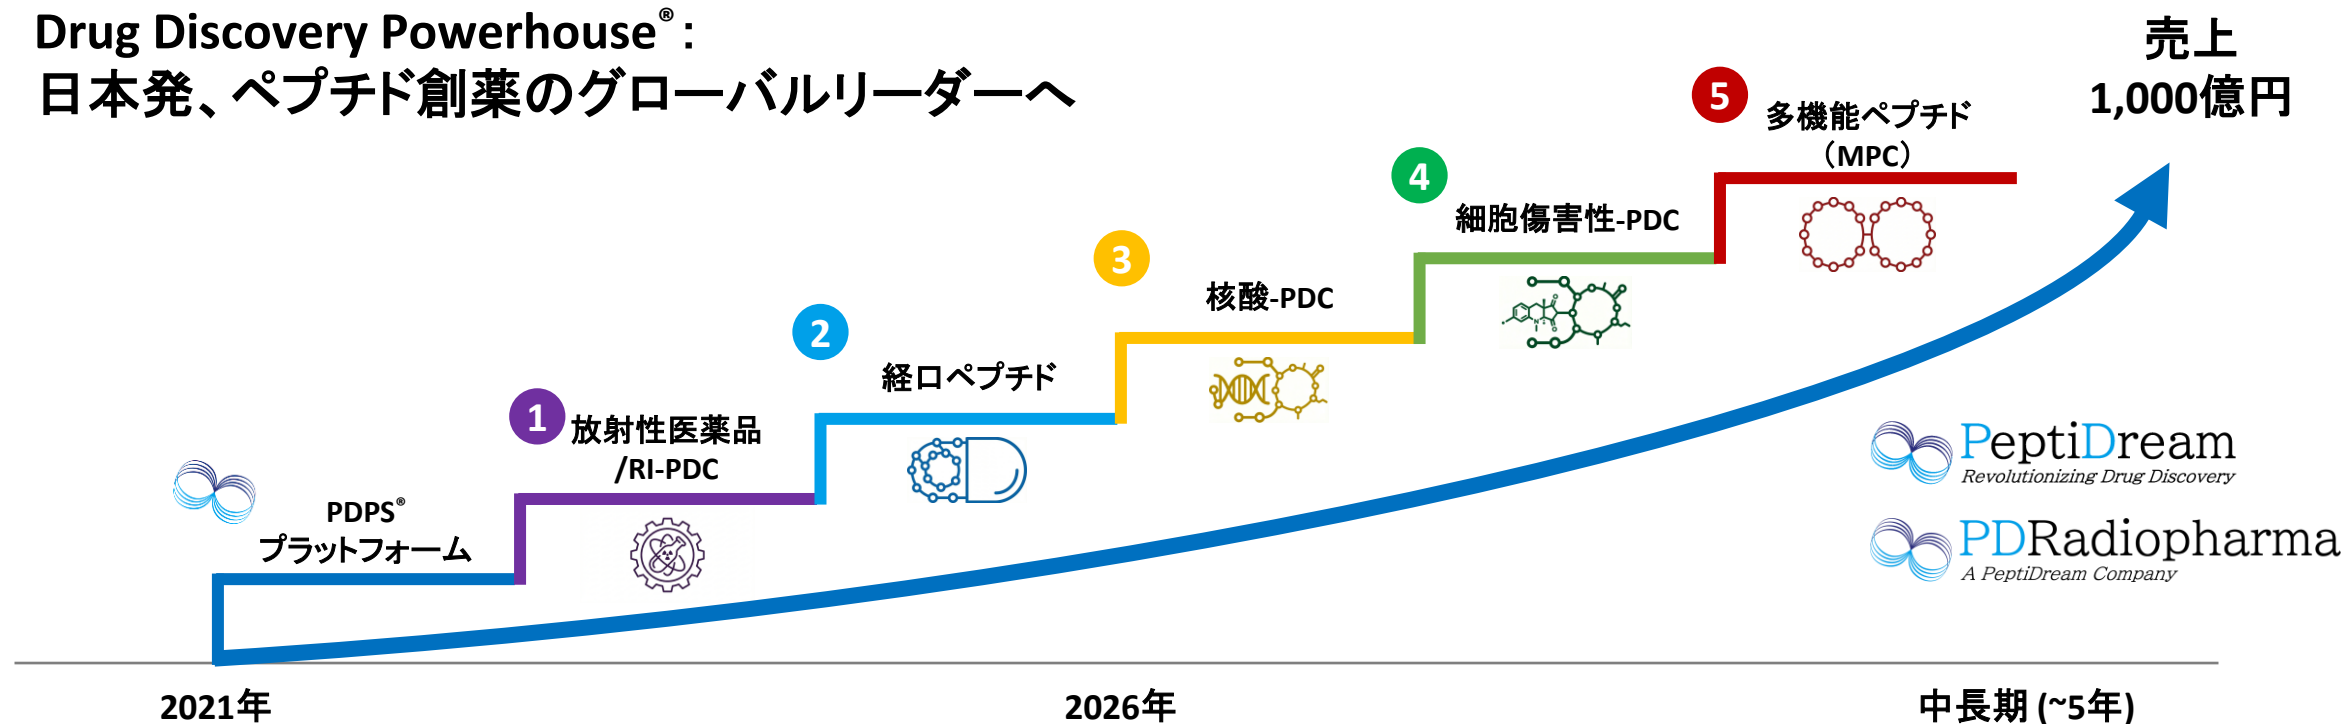 Drug Discovery Powerhouse®:
日本発、ペプチド創薬のグローバルリーダーへ
売上
1,000億円
5
多機能ペプチド
(MPC)
4
細胞傷害性-PDC
3
核酸-PDC
2
経口ペプチド
1
放射性医薬品
/RI-PDC
PDPS®
プラットフォーム
PeptiDream
Revolutionizing Drug Discovery
PDRadiopharma
A PeptiDream Company
2021年
2026年
中長期 (~5年)